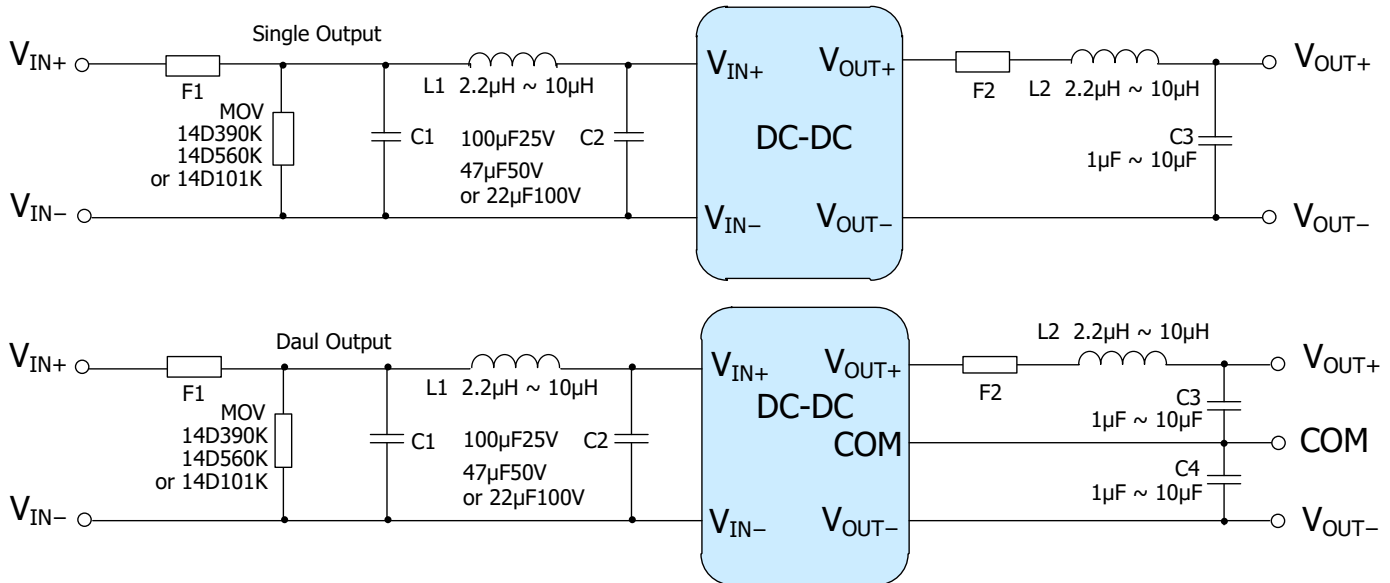 Single Output
VIN+
F1
MOV
14D390K
14D560K
or 14D101K
C1
L1 2.2µH ~ 10µH
100µF25V
47µF50V
or 22µF100V
C2
VIN−
VIN+
VOUT+
DC-DC
VIN−
VOUT−
F2
L2 2.2µH ~ 10µH
C3
1µF ~ 10µF
VOUT+
VOUT−
Daul Output
VIN+
F1
MOV
14D390K
14D560K
or 14D101K
C1
L1 2.2µH ~ 10µH
100µF25V
47µF50V
or 22µF100V
C2
VIN−
VIN+
VOUT+
DC-DC
COM
VIN−
VOUT−
L2 2.2µH ~ 10µH
F2
C3
1µF ~ 10µF
C4
1µF ~ 10µF
VOUT+
COM
VOUT−